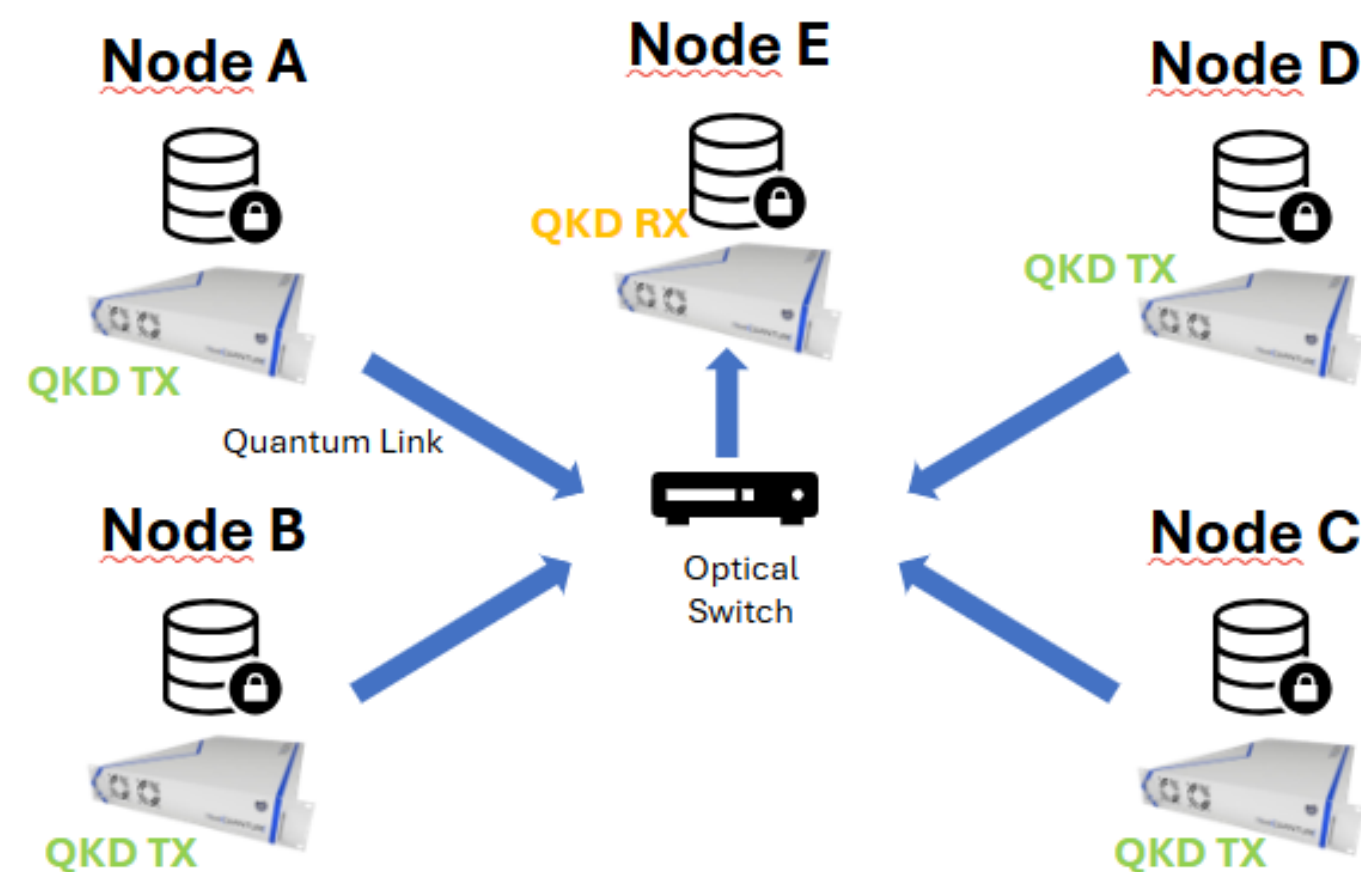 Node A
Node E
Node D
QKD RX
QKD TX
QKD TX
Quantum Link
Node B
Node C
Optical
Switch
QKD TX
QKD TX